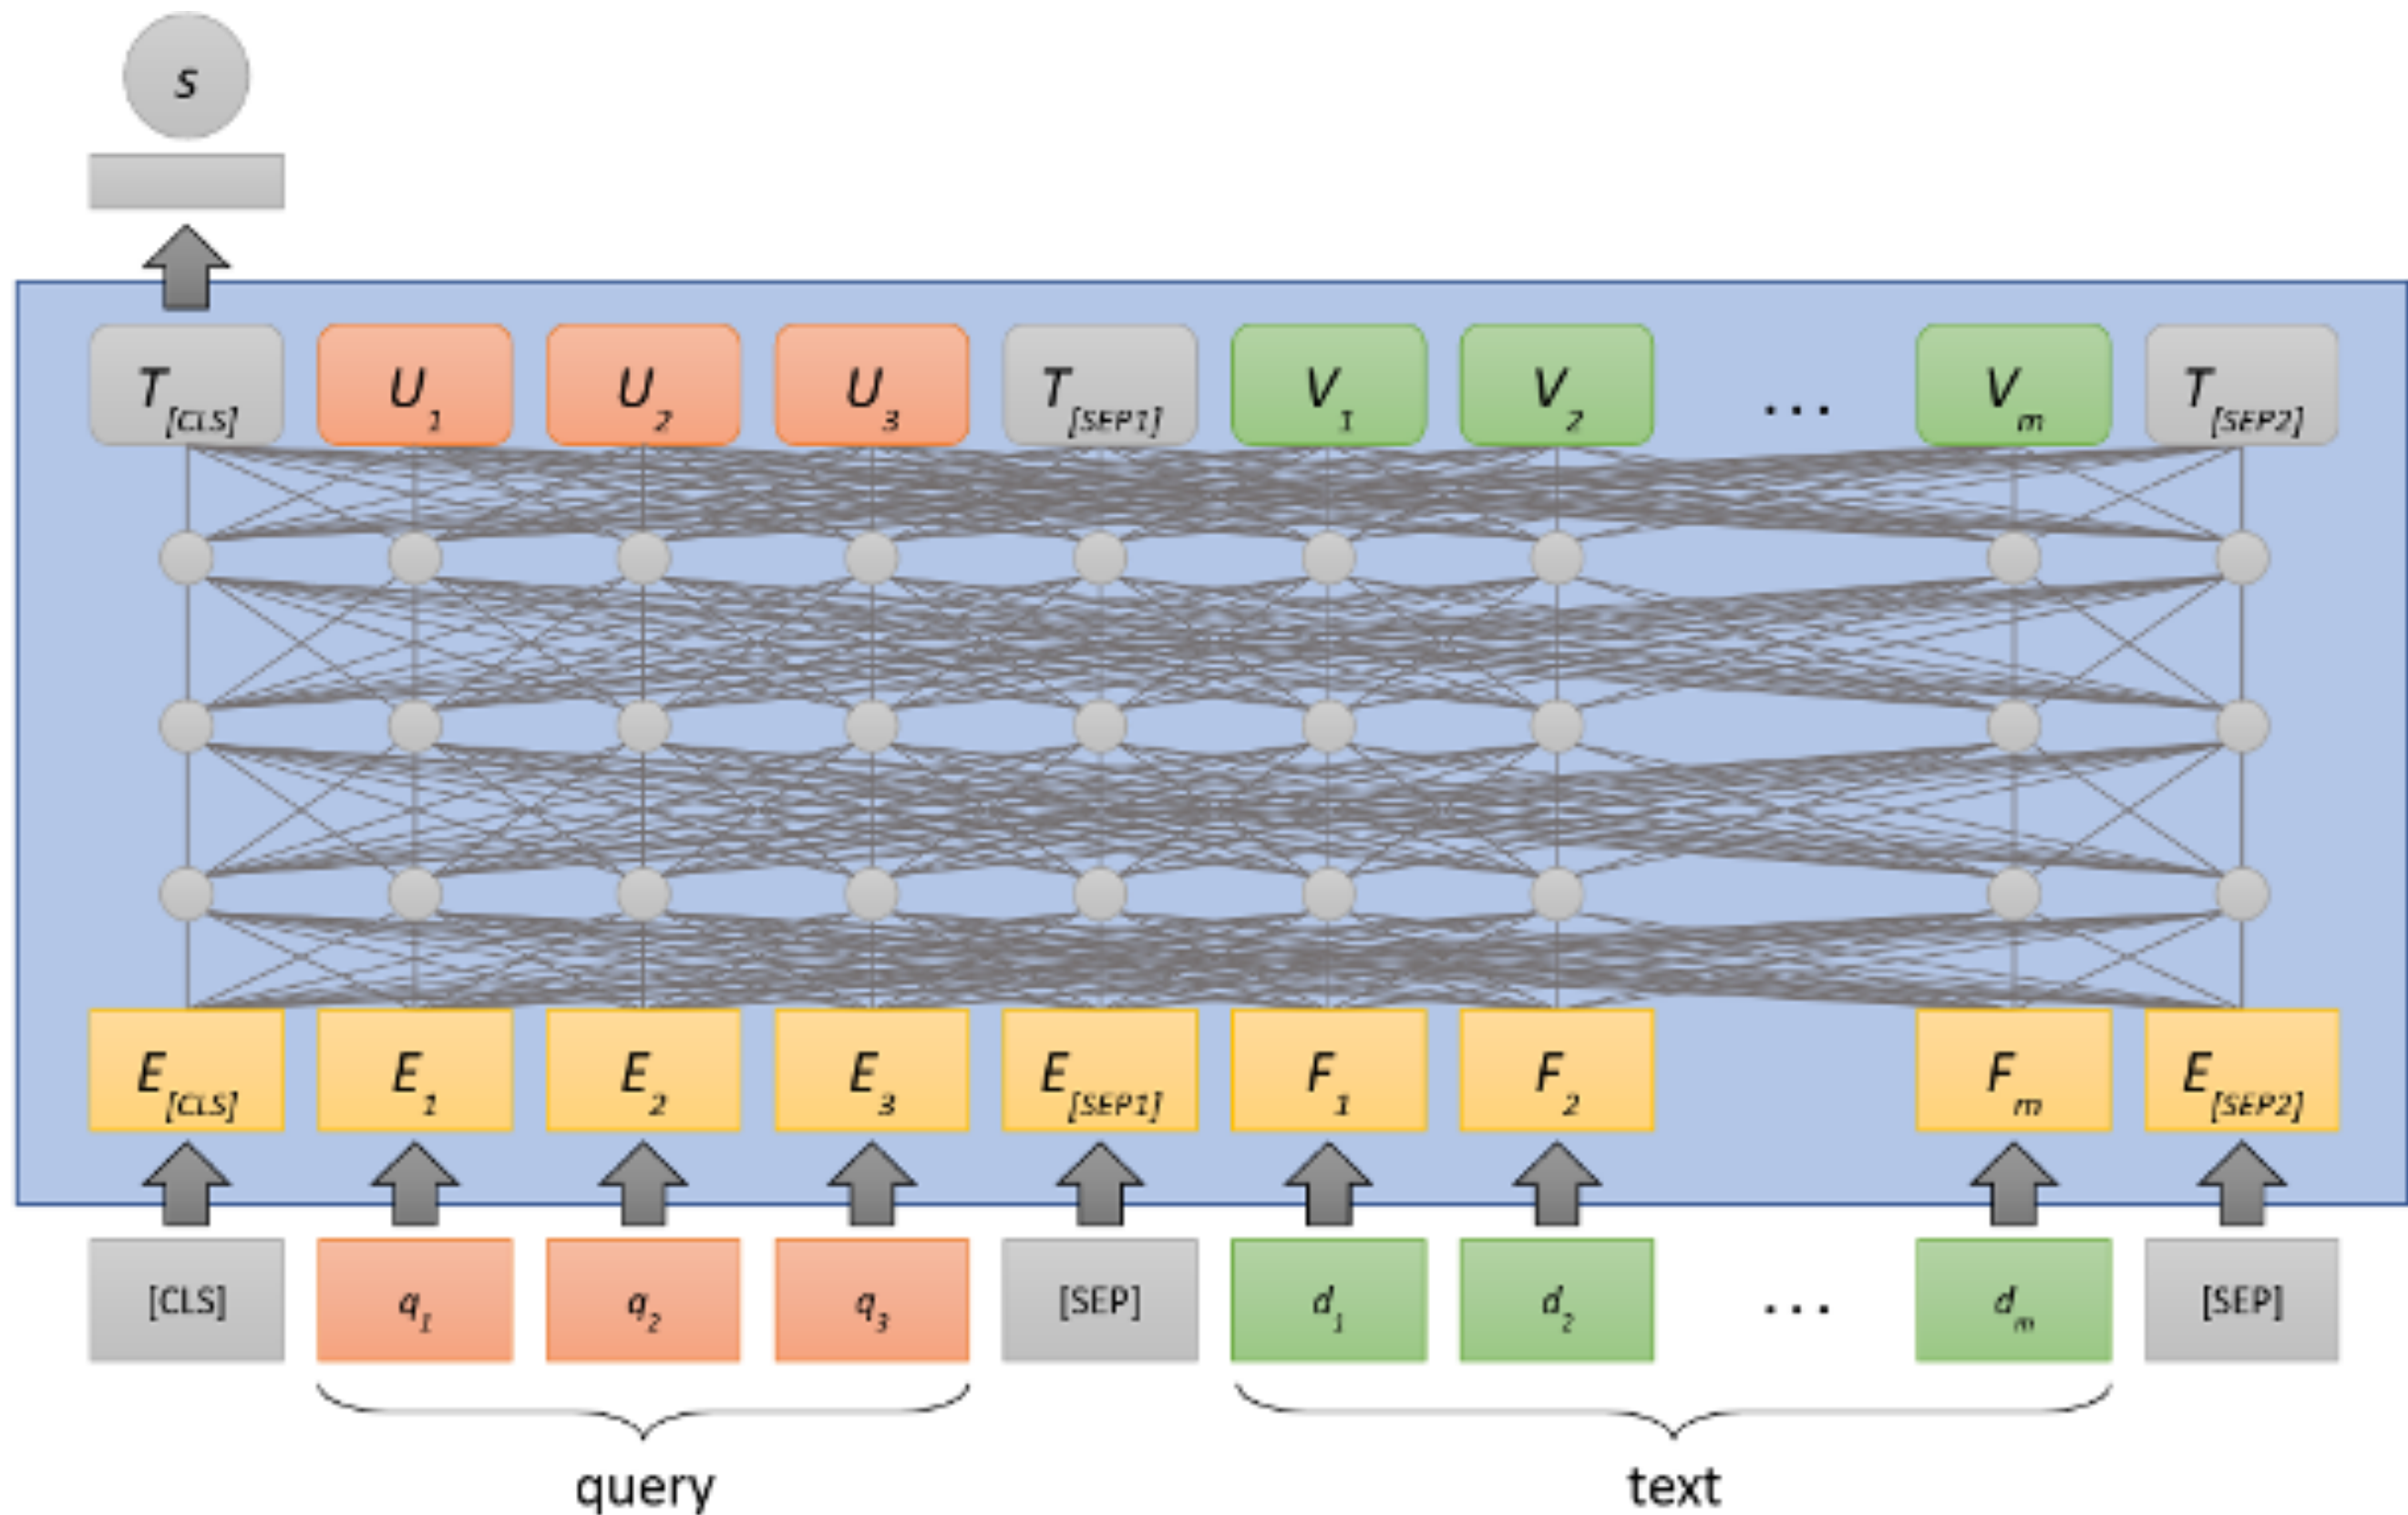 s
T[CLS] U1 U2 U3 T[SEP1] V1 V2 ... Vm T[SEP2]
E[CLS] E1 E2 E3 E[SEP1] F1 F2 Fm E[SEP2]
[CLS] q1 q2 q3 [SEP] d1 d2 ... dm [SEP]
query text